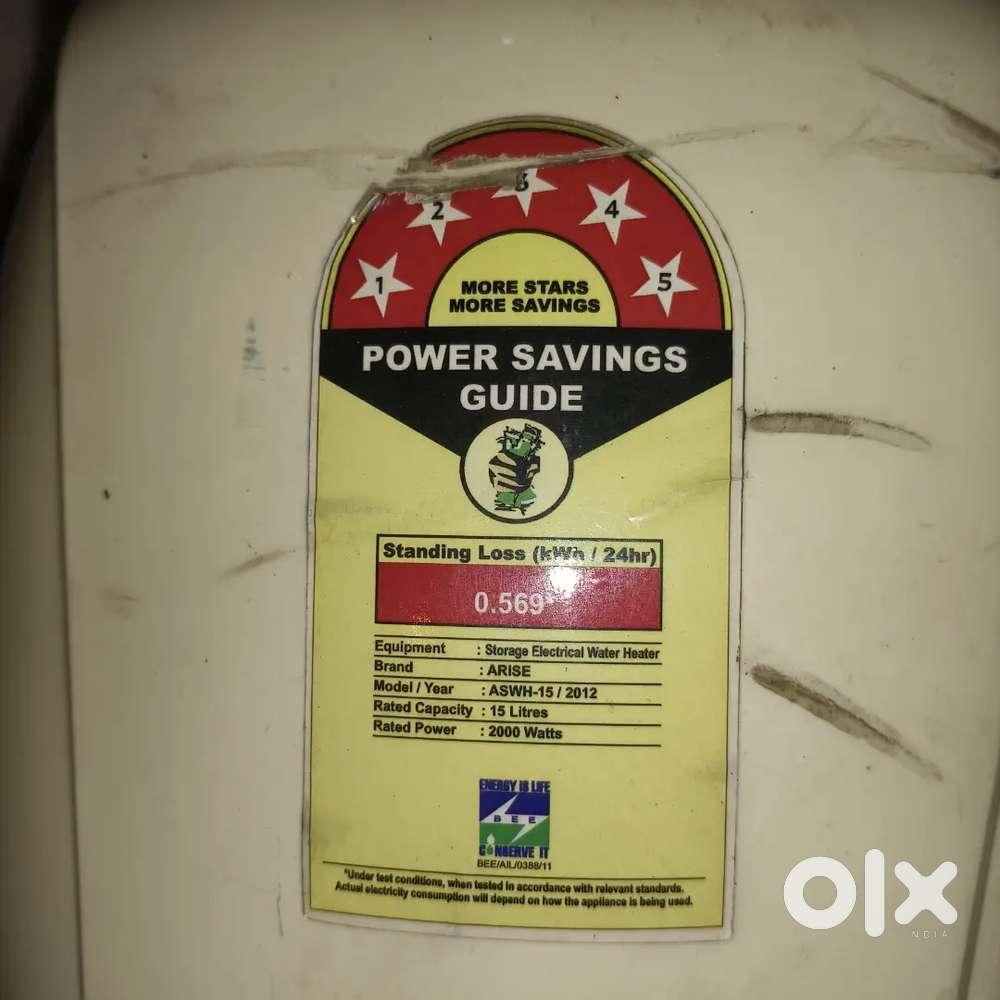 1
2
3
4
5
MORE STARS
MORE SAVINGS
POWER SAVINGS
GUIDE
Standing Loss (kWh / 24hr)
0.569*
Equipment : Storage Electrical Water Heater
Brand : ARISE
Model / Year : ASWH-15 / 2012
Rated Capacity : 15 Litres
Rated Power : 2000 Watts
ENERGY IS LIFE
BEE
CONSERVE IT
BEE/AIL/0388/11
*Under test conditions, when tested in accordance with relevant standards.
Actual electricity consumption will depend on how the appliance is being used.
OLX
INDIA